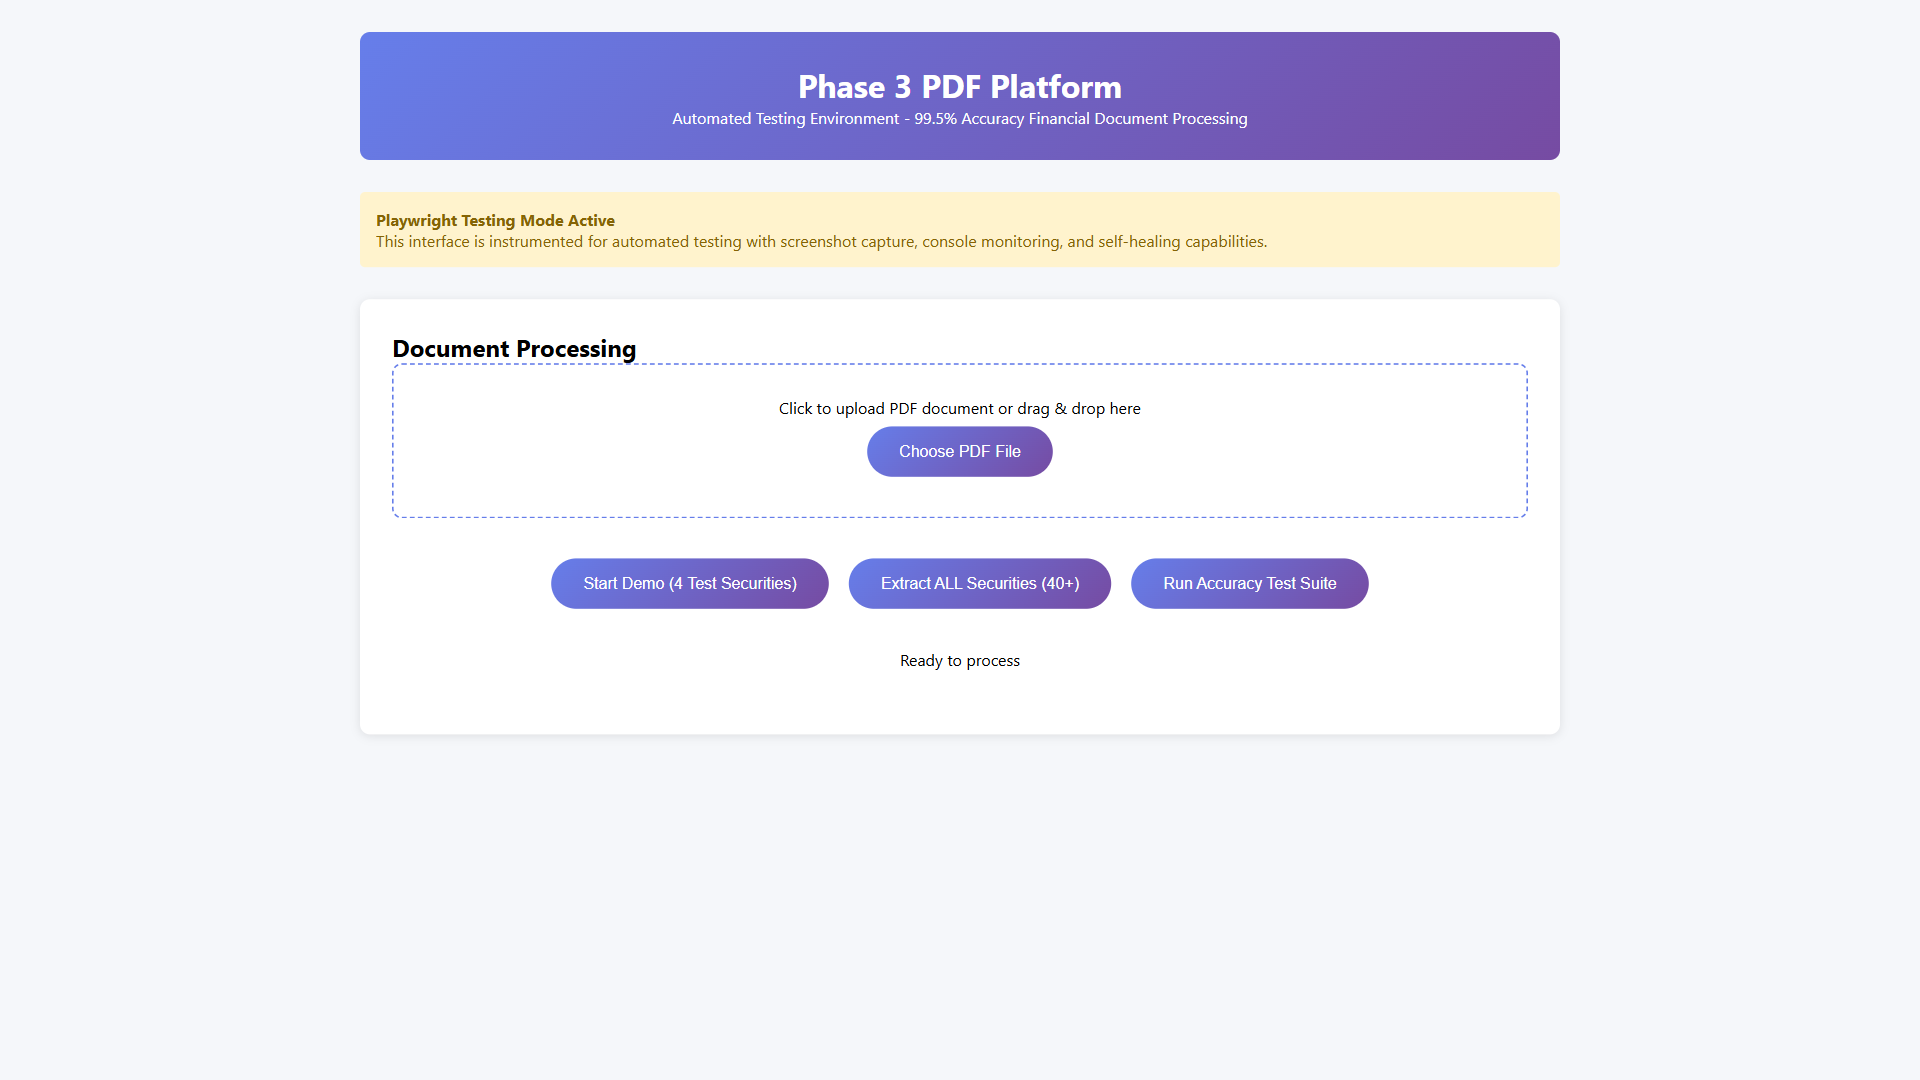 Phase 3 PDF Platform
Automated Testing Environment - 99.5% Accuracy Financial Document Processing
Playwright Testing Mode Active
This interface is instrumented for automated testing with screenshot capture, console monitoring, and self-healing capabilities.
Document Processing
Click to upload PDF document or drag & drop here
Choose PDF File
Start Demo (4 Test Securities)
Extract ALL Securities (40+)
Run Accuracy Test Suite
Ready to process